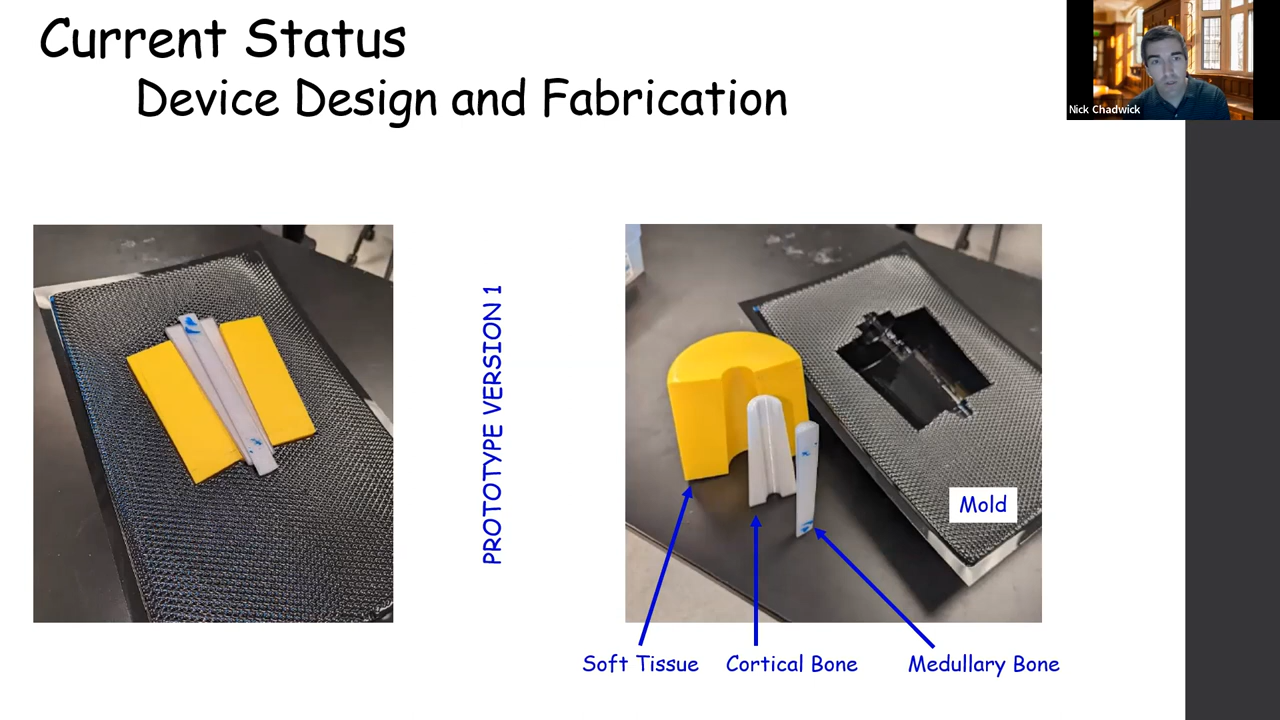 Current Status
Device Design and Fabrication
Nick Chadwick
PROTOTYPE VERSION 1
Mold
Soft Tissue
Cortical Bone
Medullary Bone